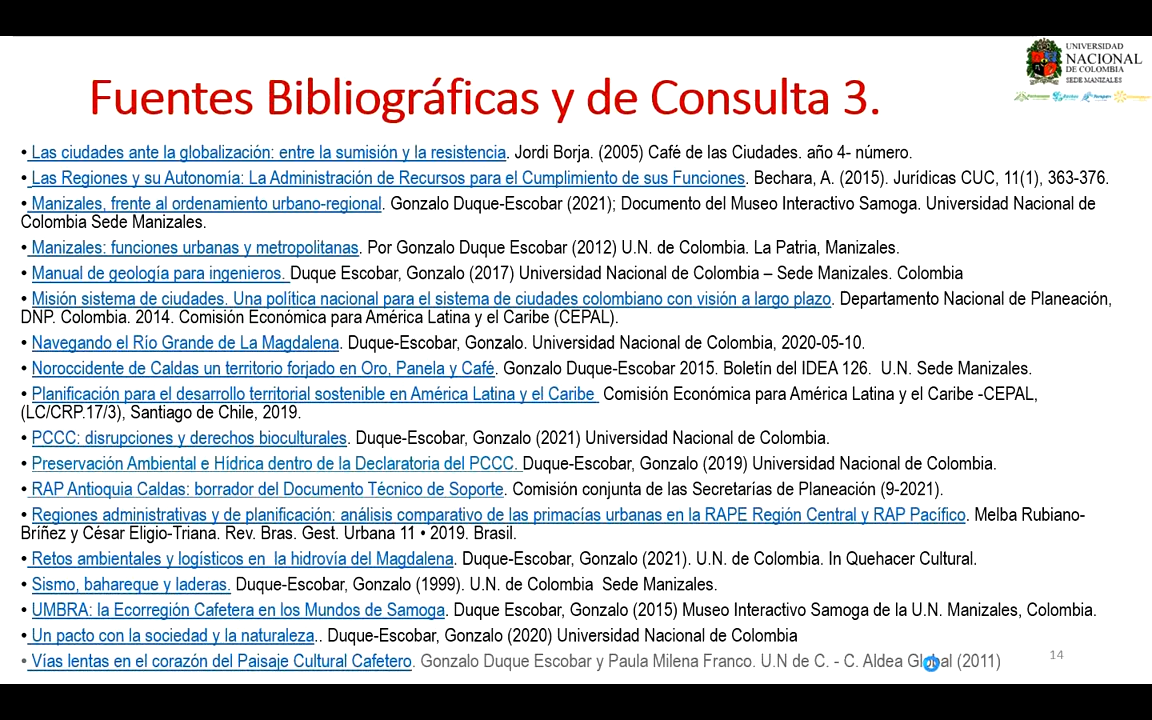 UNIVERSIDAD
NACIONAL
DE COLOMBIA
SEDE MANIZALES
Fuentes Bibliográficas y de Consulta 3.
• Las ciudades ante la globalización: entre la sumisión y la resistencia. Jordi Borja. (2005) Café de las Ciudades. año 4- número.
• Las Regiones y su Autonomía: La Administración de Recursos para el Cumplimiento de sus Funciones. Bechara, A. (2015). Jurídicas CUC, 11(1), 363-376.
• Manizales, frente al ordenamiento urbano-regional. Gonzalo Duque-Escobar (2021); Documento del Museo Interactivo Samoga. Universidad Nacional de
Colombia Sede Manizales.
• Manizales: funciones urbanas y metropolitanas. Por Gonzalo Duque Escobar (2012) U.N. de Colombia. La Patria, Manizales.
• Manual de geología para ingenieros. Duque Escobar, Gonzalo (2017) Universidad Nacional de Colombia – Sede Manizales. Colombia
• Misión sistema de ciudades. Una política nacional para el sistema de ciudades colombiano con visión a largo plazo. Departamento Nacional de Planeación,
DNP. Colombia. 2014. Comisión Económica para América Latina y el Caribe (CEPAL).
• Navegando el Río Grande de La Magdalena. Duque-Escobar, Gonzalo. Universidad Nacional de Colombia, 2020-05-10.
• Noroccidente de Caldas un territorio forjado en Oro, Panela y Café. Gonzalo Duque-Escobar 2015. Boletín del IDEA 126. U.N. Sede Manizales.
• Planificación para el desarrollo territorial sostenible en América Latina y el Caribe Comisión Económica para América Latina y el Caribe -CEPAL,
(LC/CRP.17/3), Santiago de Chile, 2019.
• PCCC: disrupciones y derechos bioculturales. Duque-Escobar, Gonzalo (2021) Universidad Nacional de Colombia.
• Preservación Ambiental e Hídrica dentro de la Declaratoria del PCCC. Duque-Escobar, Gonzalo (2019) Universidad Nacional de Colombia.
• RAP Antioquia Caldas: borrador del Documento Técnico de Soporte. Comisión conjunta de las Secretarías de Planeación (9-2021).
• Regiones administrativas y de planificación: análisis comparativo de las primacías urbanas en la RAPE Región Central y RAP Pacífico. Melba Rubiano-
Bríñez y César Eligio-Triana. Rev. Bras. Gest. Urbana 11 • 2019. Brasil.
• Retos ambientales y logísticos en la hidrovía del Magdalena. Duque-Escobar, Gonzalo (2021). U.N. de Colombia. In Quehacer Cultural.
• Sismo, bahareque y laderas. Duque-Escobar, Gonzalo (1999). U.N. de Colombia Sede Manizales.
• UMBRA: la Ecorregión Cafetera en los Mundos de Samoga. Duque Escobar, Gonzalo (2015) Museo Interactivo Samoga de la U.N. Manizales, Colombia.
• Un pacto con la sociedad y la naturaleza.. Duque-Escobar, Gonzalo (2020) Universidad Nacional de Colombia
• Vías lentas en el corazón del Paisaje Cultural Cafetero. Gonzalo Duque Escobar y Paula Milena Franco. U.N de C. - C. Aldea Global (2011)
14